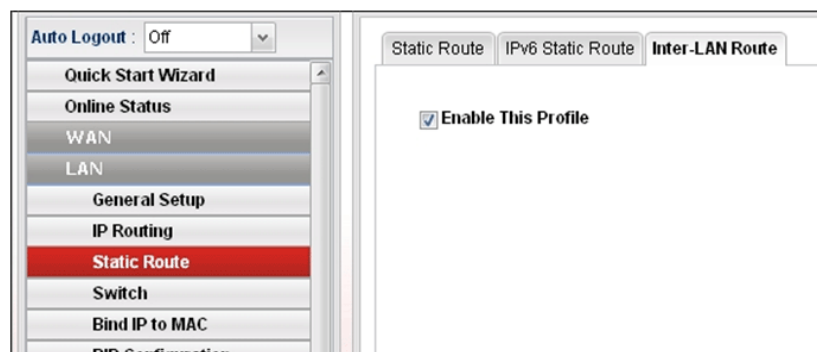 Auto Logout : Off
Quick Start Wizard
Online Status
WAN
LAN
General Setup
IP Routing
Static Route
Switch
Bind IP to MAC
Static Route
IPv6 Static Route
Inter-LAN Route
Enable This Profile